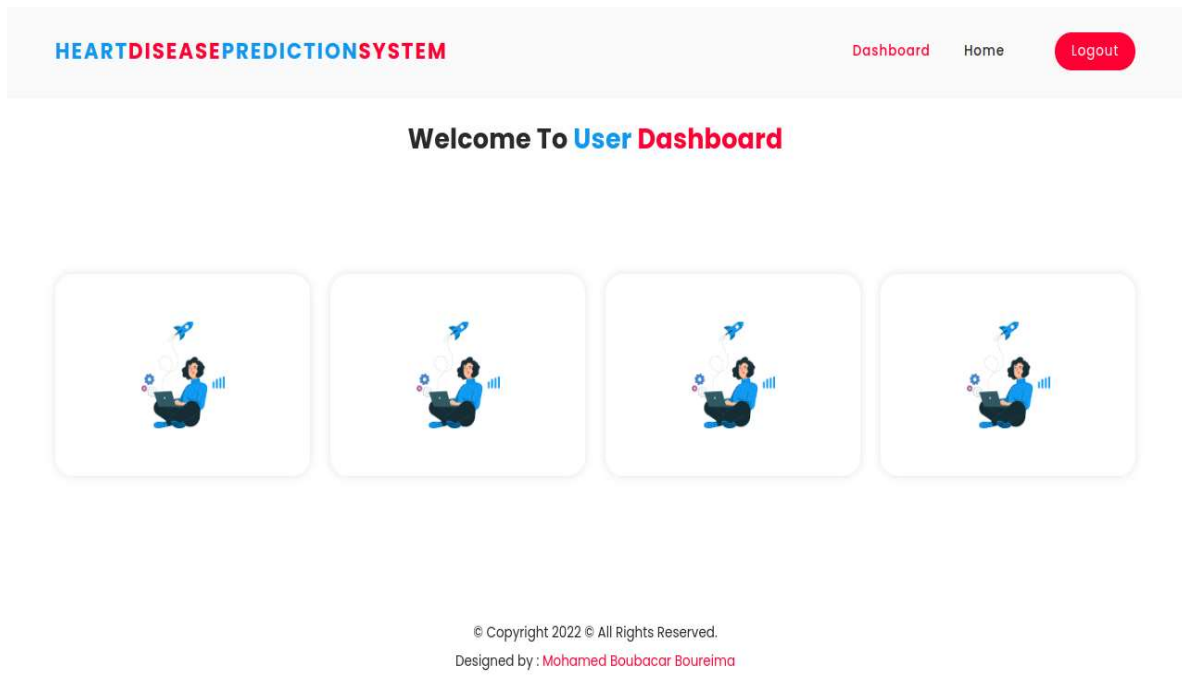 HEARTDISEASEPREDICTIONSYSTEM
Dashboard Home Logout
Welcome To User Dashboard
© Copyright 2022 © All Rights Reserved.
Designed by : Mohamed Boubacar Boureima